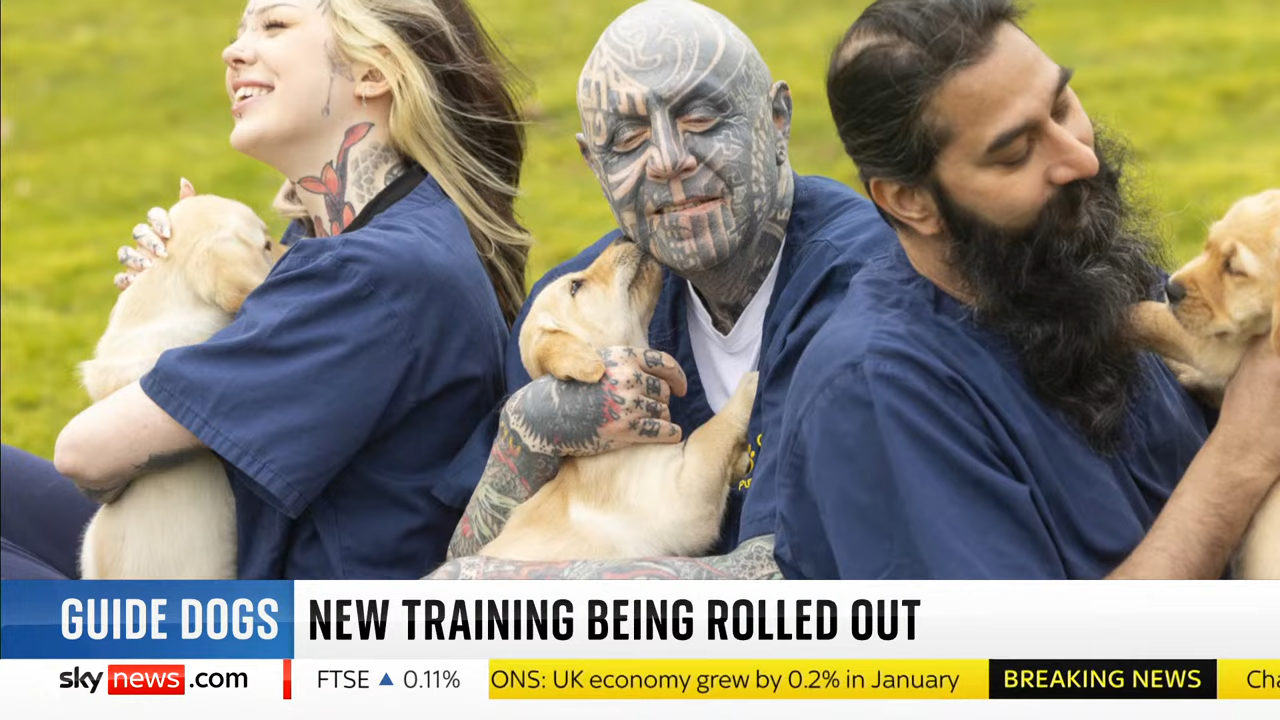 GUIDE DOGS NEW TRAINING BEING ROLLED OUT
sky news.com FTSE ▲ 0.11% ONS: UK economy grew by 0.2% in January BREAKING NEWS Cha